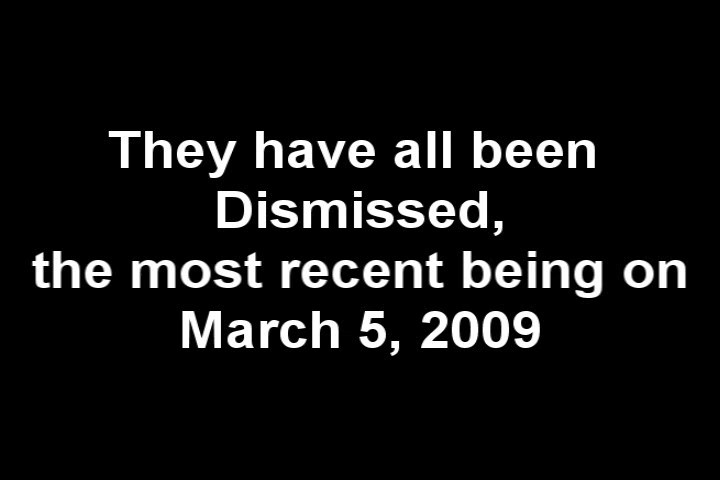 They have all been
Dismissed,
the most recent being on
March 5, 2009